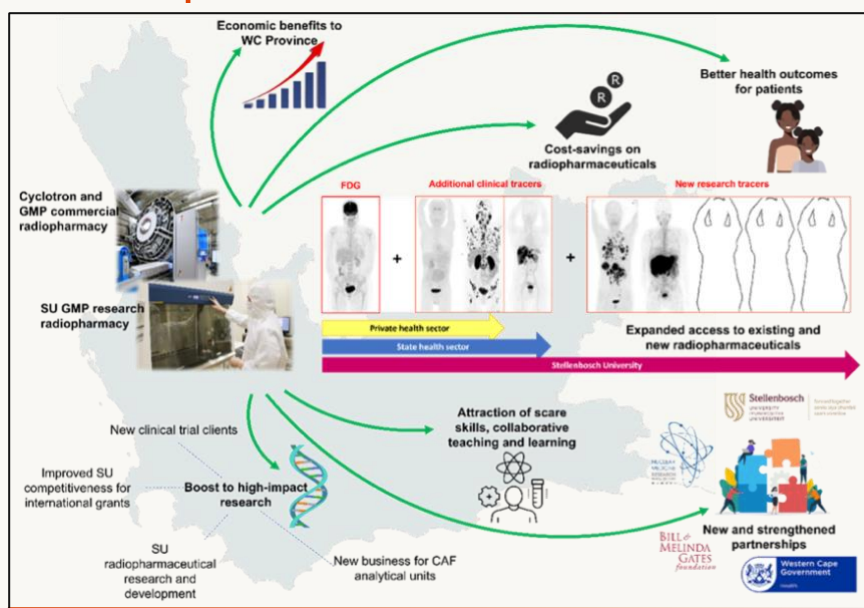 Economic benefits to
WC Province
Better health outcomes
for patients
Cost-savings on
radiopharmaceuticals
Cyclotron and
GMP commercial
radiopharmacy
FDG
Additional clinical tracers
New research tracers
+
+
SU GMP research
radiopharmacy
Private health sector
State health sector
Expanded access to existing and
new radiopharmaceuticals
Stellenbosch University
Attraction of scare
skills, collaborative
teaching and learning
Stellenbosch
UNIVERSITY
IYUNIVESITHI
UNIVERSITEIT
New clinical trial clients
Improved SU
competitiveness for
international grants
Boost to high-impact
research
SU
radiopharmaceutical
research and
development
New business for CAF
analytical units
New and strengthened
partnerships
BILL &
MELINDA
GATES
foundation
Western Cape
Government
R
R